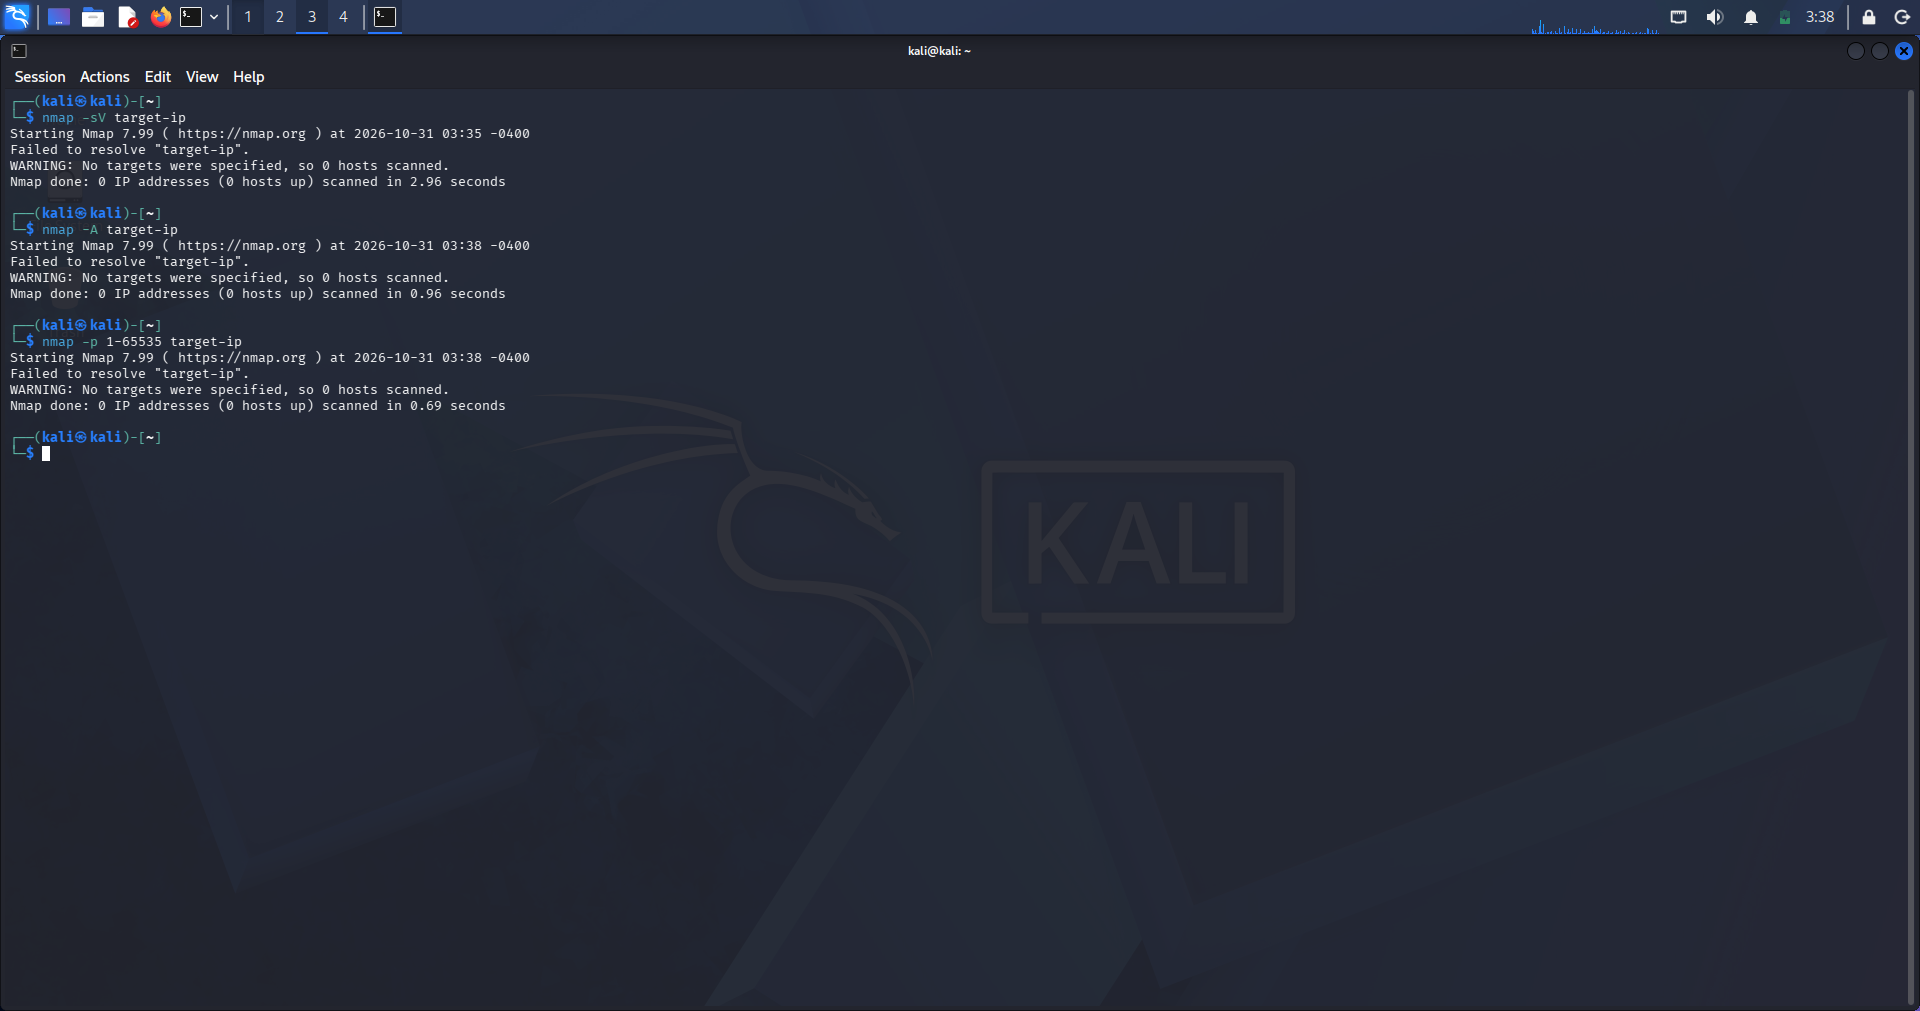 1 2 3 4
3:38
kali@kali: ~
Session Actions Edit View Help
┌──(kali㉿kali)-[~]
└─$ nmap -sV target-ip
Starting Nmap 7.99 ( https://nmap.org ) at 2026-10-31 03:35 -0400
Failed to resolve "target-ip".
WARNING: No targets were specified, so 0 hosts scanned.
Nmap done: 0 IP addresses (0 hosts up) scanned in 2.96 seconds
┌──(kali㉿kali)-[~]
└─$ nmap -A target-ip
Starting Nmap 7.99 ( https://nmap.org ) at 2026-10-31 03:38 -0400
Failed to resolve "target-ip".
WARNING: No targets were specified, so 0 hosts scanned.
Nmap done: 0 IP addresses (0 hosts up) scanned in 0.96 seconds
┌──(kali㉿kali)-[~]
└─$ nmap -p 1-65535 target-ip
Starting Nmap 7.99 ( https://nmap.org ) at 2026-10-31 03:38 -0400
Failed to resolve "target-ip".
WARNING: No targets were specified, so 0 hosts scanned.
Nmap done: 0 IP addresses (0 hosts up) scanned in 0.69 seconds
┌──(kali㉿kali)-[~]
└─$
KALI